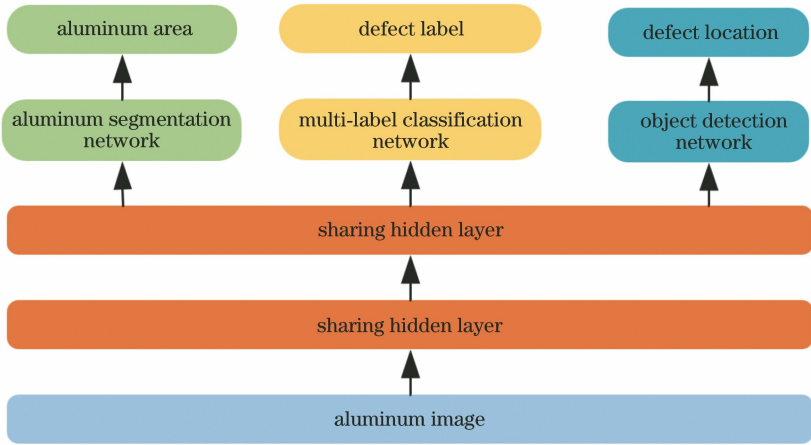 aluminum area
defect label
defect location
aluminum segmentation
network
multi-label classification
network
object detection
network
sharing hidden layer
sharing hidden layer
aluminum image